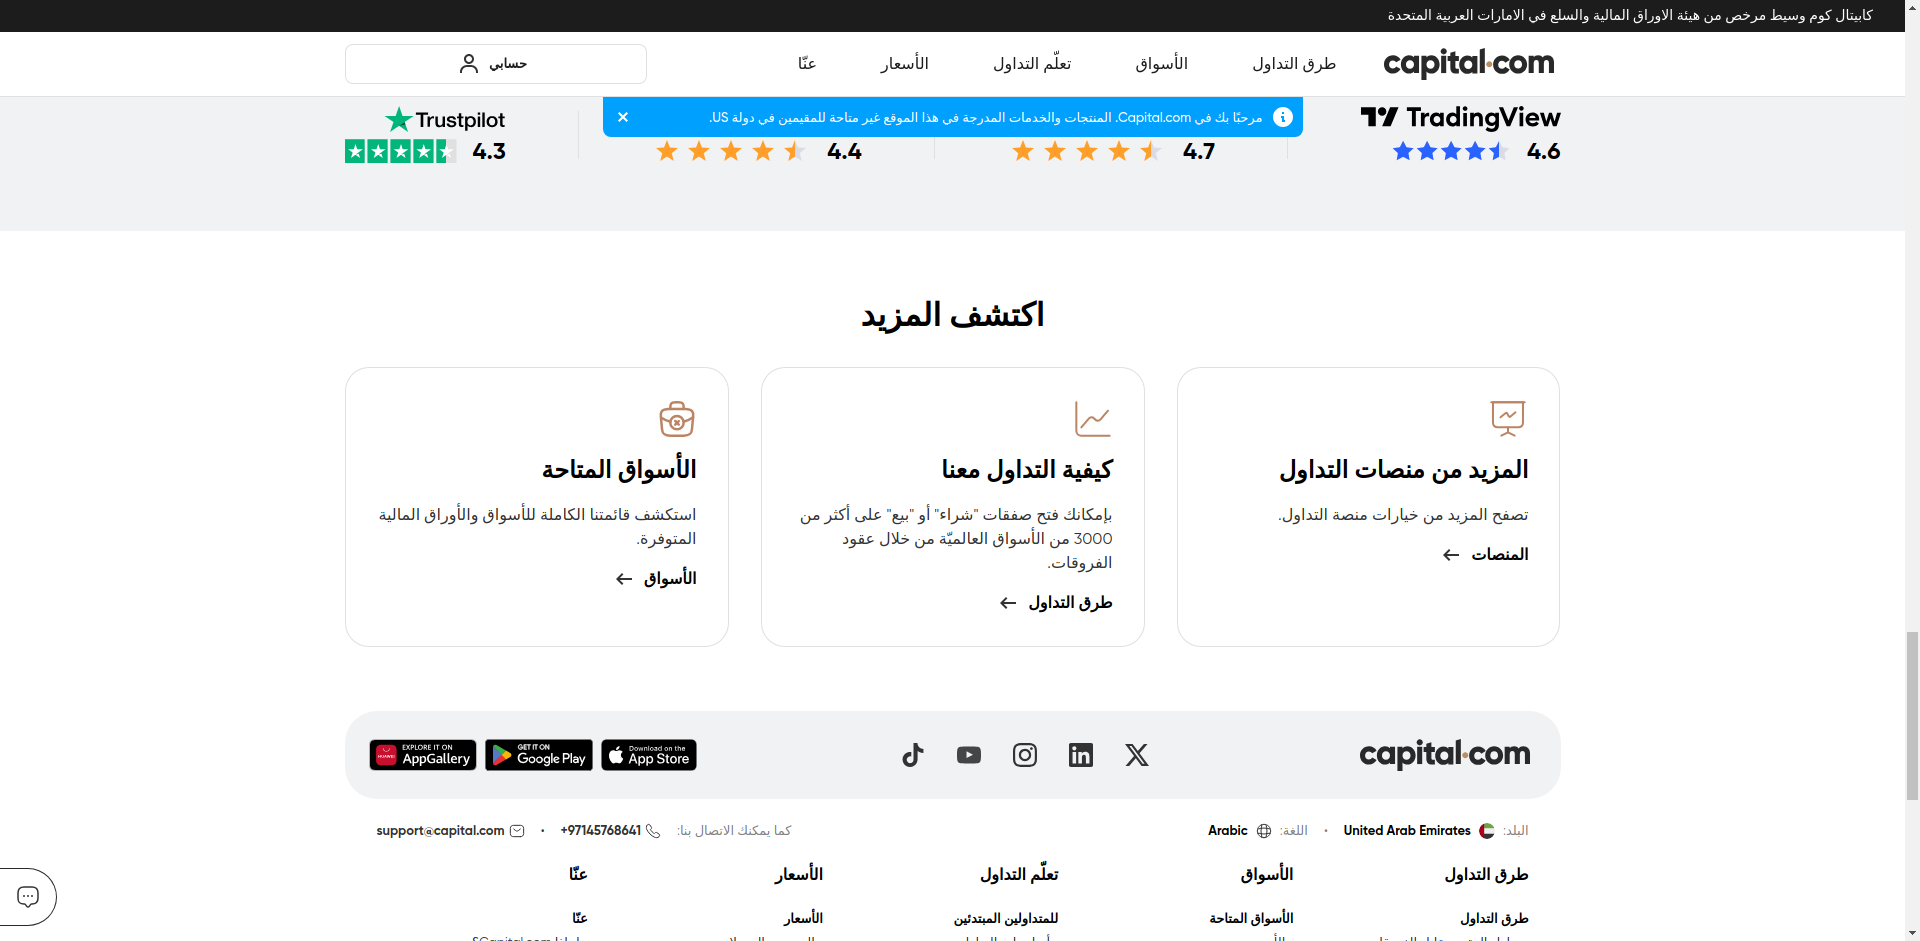 كابيتال كوم وسيط مرخص من هيئة الاوراق المالية والسلع في الامارات العربية المتحدة
capital.com
طرق التداول
الأسواق
تعلّم التداول
الأسعار
عنّا
حسابي
مرحبًا بك في Capital.com. المنتجات والخدمات المدرجة في هذا الموقع غير متاحة للمقيمين في دولة US.
TradingView
4.6
4.7
4.4
Trustpilot
4.3
اكتشف المزيد
المزيد من منصات التداول
تصفح المزيد من خيارات منصة التداول.
المنصات
كيفية التداول معنا
بإمكانك فتح صفقات "شراء" أو "بيع" على أكثر من
3000 من الأسواق العالميّة من خلال عقود
الفروقات.
طرق التداول
الأسواق المتاحة
استكشف قائمتنا الكاملة للأسواق والأوراق المالية
المتوفرة.
الأسواق
capital.com
Download on the
App Store
GET IT ON
Google Play
EXPLORE IT ON
AppGallery
HUAWEI
البلد: United Arab Emirates • اللغة: Arabic
كما يمكنك الاتصال بنا: +97145768641 • support@capital.com
طرق التداول
الأسواق
تعلّم التداول
الأسعار
عنّا
طرق التداول
الأسواق المتاحة
للمتداولين المبتدئين
الأسعار
عنّا